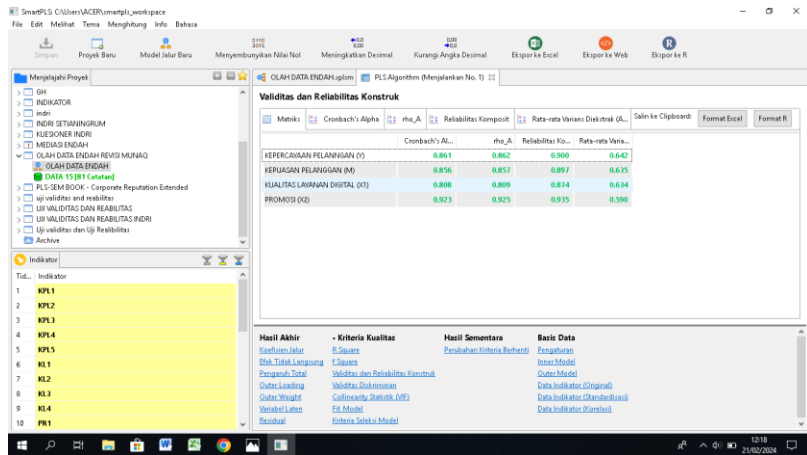 SmartPLS: C:\Users\ACER\smartpls_workspace
File Edit Melihat Tema Menghitung Info Bahasa
Simpan Proyek Baru Model Jalur Baru Menyembunyikan Nilai Nol Meningkatkan Desimal Kurangi Angka Desimal Ekspor ke Excel Ekspor ke Web Ekspor ke R
Menjelajahi Proyek
GH
INDIKATOR
indri
INDRI SETIANINGRUM
KUESIONER INDRI
MEDIASI ENDAH
OLAH DATA ENDAH REVISI MUNAQ
OLAH DATA ENDAH
DATA 15 [81 Catatan]
PLS-SEM BOOK - Corporate Reputation Extended
uji validitas and reabilitas
UJI VALIDITAS DAN REABILITAS
UJI VALIDITAS DAN REABILITAS INDRI
Uji validitas dan Uji Realibilitas
Archive
Indikator
Tid... Indikator
1 KPL1
2 KPL2
3 KPL3
4 KPL4
5 KPL5
6 KL1
7 KL2
8 KL3
9 KL4
10 PR1
OLAH DATA ENDAH.splsm PLS Algorithm (Menjalankan No. 1)
Validitas dan Reliabilitas Konstruk
Matriks Cronbach's Alpha rho_A Reliabilitas Komposit Rata-rata Varians Diekstrak (A... Salin ke Clipboard: Format Excel Format R
Cronbach's Al... rho_A Reliabilitas Ko... Rata-rata Varia...
KEPERCAYAAN PELANNGAN (Y) 0.861 0.862 0.900 0.642
KEPUASAN PELANGGAN (M) 0.856 0.857 0.897 0.635
KUALITAS LAYANAN DIGITAL (X1) 0.808 0.809 0.874 0.634
PROMOSI (X2) 0.923 0.925 0.935 0.590
Hasil Akhir - Kriteria Kualitas Hasil Sementara Basis Data
Koefisien Jalur R Square Perubahan Kriteria Berhenti Pengaturan
Efek Tidak Langsung f Square Inner Model
Pengaruh Total Validitas dan Reliabilitas Konstruk Outer Model
Outer Loading Validitas Diskriminan Data Indikator (Original)
Outer Weight Collinearity Statistik (VIF) Data Indikator (Standardisasi)
Variabel Laten Fit Model Data Indikator (Korelasi)
Residual Kriteria Seleksi Model
12:18
21/02/2024